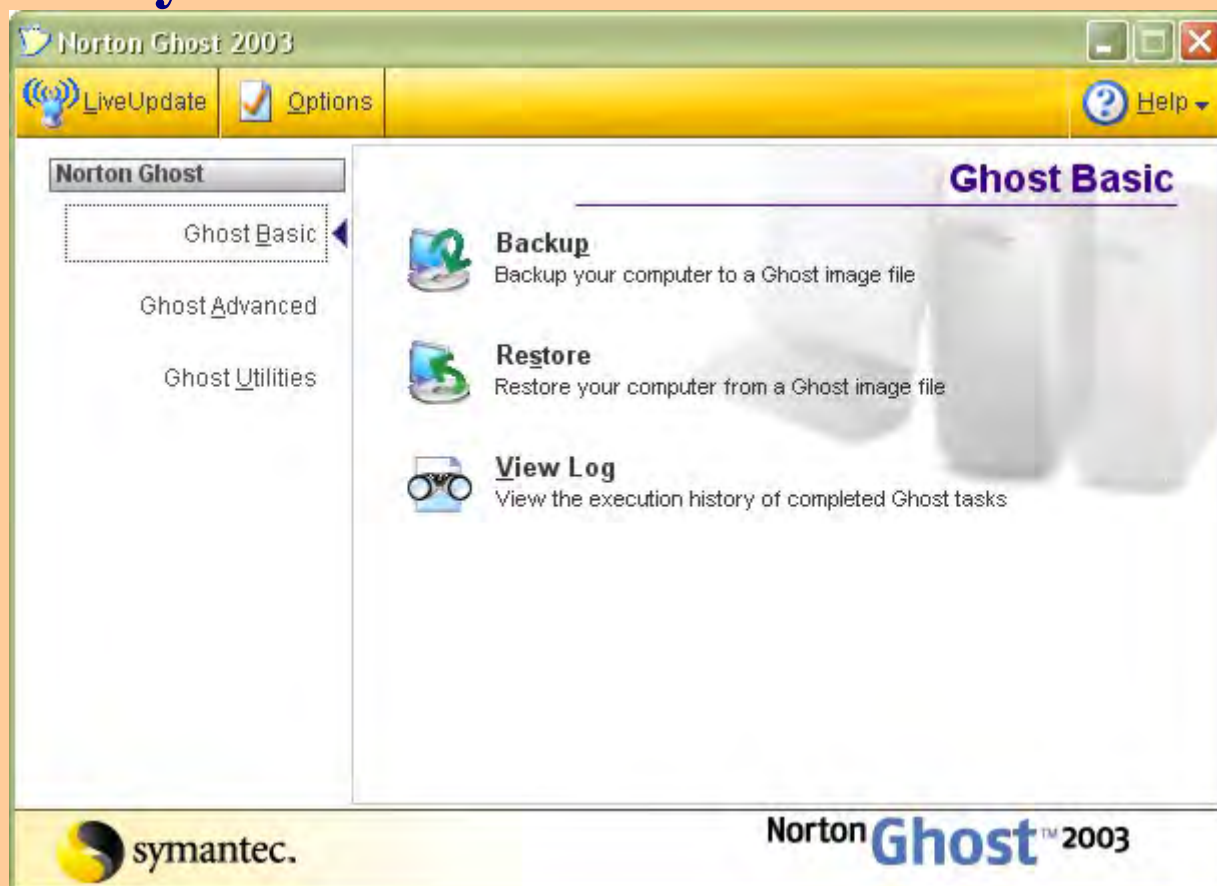 Norton Ghost 2003
LiveUpdate Options Help
Norton Ghost
Ghost Basic
Ghost Advanced
Ghost Utilities
Ghost Basic
Backup
Backup your computer to a Ghost image file
Restore
Restore your computer from a Ghost image file
View Log
View the execution history of completed Ghost tasks
symantec.
Norton Ghost™ 2003